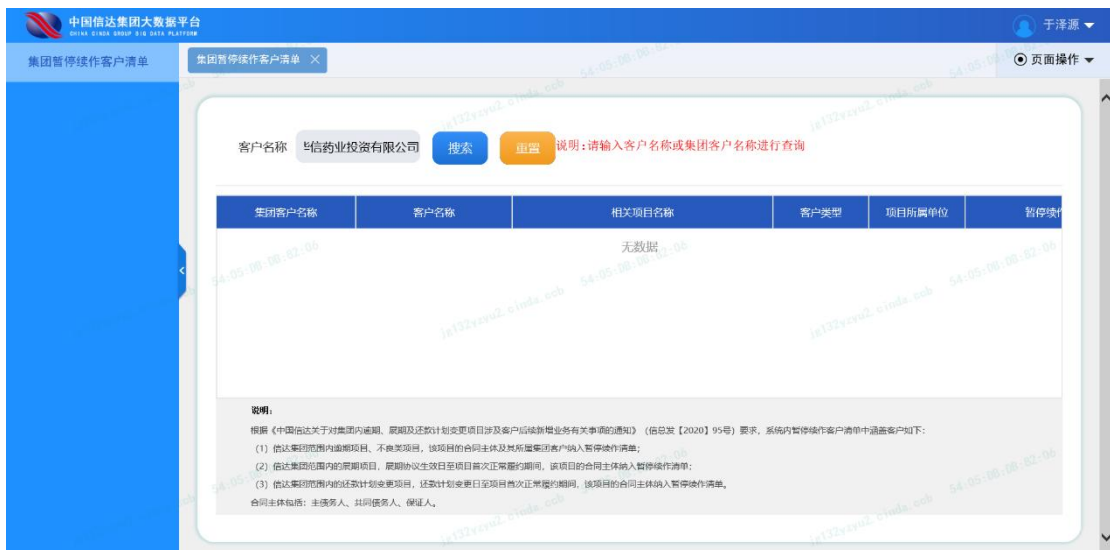 中国信达集团大数据平台
CHINA CINDA GROUP BIG DATA PLATFORM
于泽源
集团暂停续作客户清单
集团暂停续作客户清单
页面操作
客户名称
信药业投资有限公司
搜索
重置
说明:请输入客户名称或集团客户名称进行查询
集团客户名称 客户名称 相关项目名称 客户类型 项目所属单位 暂停续作
无数据
说明:
根据《中国信达关于对集团内逾期、展期及还款计划变更项目涉及客户后续新增业务有关事项的通知》(信总发【2020】95号)要求,系统内暂停续作客户清单中涵盖客户如下:
(1) 信达集团范围内逾期项目、不良类项目,该项目的合同主体及其所属集团客户纳入暂停续作清单;
(2) 信达集团范围内的展期项目,展期协议生效日至项目首次正常履约期间,该项目的合同主体纳入暂停续作清单;
(3) 信达集团范围内的还款计划变更项目,还款计划变更日至项目首次正常履约期间,该项目的合同主体纳入暂停续作清单。
合同主体包括:主债务人、共同债务人、保证人。